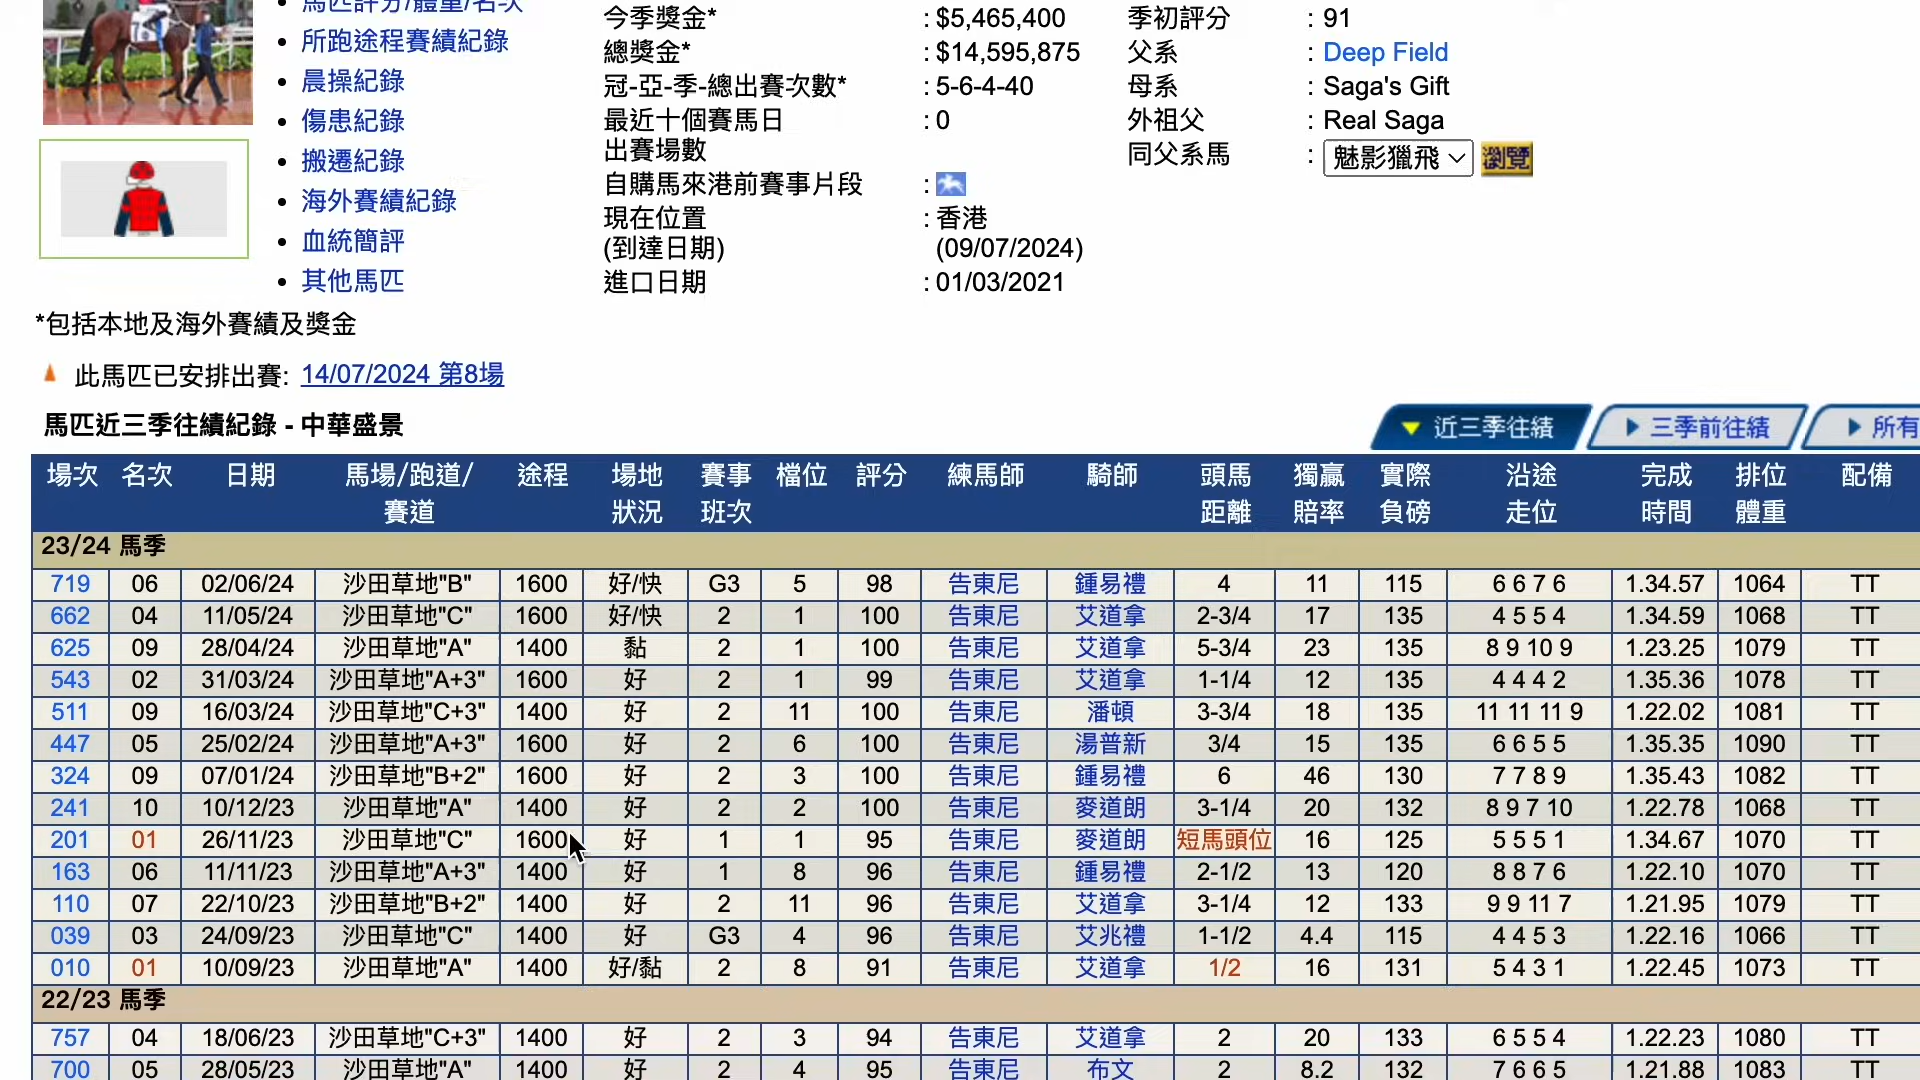 馬匹評分/體重/名次
所跑途程賽績紀錄
晨操紀錄
傷患紀錄
搬遷紀錄
海外賽績紀錄
血統簡評
其他馬匹
今季獎金* : $5,465,400
總獎金* : $14,595,875
冠-亞-季-總出賽次數* : 5-6-4-40
最近十個賽馬日 : 0
出賽場數
自購馬來港前賽事片段 :
現在位置 : 香港
(到達日期) (09/07/2024)
進口日期 : 01/03/2021
季初評分 : 91
父系 : Deep Field
母系 : Saga's Gift
外祖父 : Real Saga
同父系馬 : 魅影獵飛 瀏覽
*包括本地及海外賽績及獎金
此馬匹已安排出賽: 14/07/2024 第8場
馬匹近三季往績紀錄 - 中華盛景
近三季往績 三季前往績 所有
場次 名次 日期 馬場/跑道/ 途程 場地 賽事 檔位 評分 練馬師 騎師 頭馬 獨贏 實際 沿途 完成 排位 配備
賽道 狀況 班次 距離 賠率 負磅 走位 時間 體重
23/24 馬季
719 06 02/06/24 沙田草地"B" 1600 好/快 G3 5 98 告東尼 鍾易禮 4 11 115 6 6 7 6 1.34.57 1064 TT
662 04 11/05/24 沙田草地"C" 1600 好/快 2 1 100 告東尼 艾道拿 2-3/4 17 135 4 5 5 4 1.34.59 1068 TT
625 09 28/04/24 沙田草地"A" 1400 黏 2 1 100 告東尼 艾道拿 5-3/4 23 135 8 9 10 9 1.23.25 1079 TT
543 02 31/03/24 沙田草地"A+3" 1600 好 2 1 99 告東尼 艾道拿 1-1/4 12 135 4 4 4 2 1.35.36 1078 TT
511 09 16/03/24 沙田草地"C+3" 1400 好 2 11 100 告東尼 潘頓 3-3/4 18 135 11 11 11 9 1.22.02 1081 TT
447 05 25/02/24 沙田草地"A+3" 1600 好 2 6 100 告東尼 湯普新 3/4 15 135 6 6 5 5 1.35.35 1090 TT
324 09 07/01/24 沙田草地"B+2" 1600 好 2 3 100 告東尼 鍾易禮 6 46 130 7 7 8 9 1.35.43 1082 TT
241 10 10/12/23 沙田草地"A" 1400 好 2 2 100 告東尼 麥道朗 3-1/4 20 132 8 9 7 10 1.22.78 1068 TT
201 01 26/11/23 沙田草地"C" 1600 好 1 1 95 告東尼 麥道朗 短馬頭位 16 125 5 5 5 1 1.34.67 1070 TT
163 06 11/11/23 沙田草地"A+3" 1400 好 1 8 96 告東尼 鍾易禮 2-1/2 13 120 8 8 7 6 1.22.10 1070 TT
110 07 22/10/23 沙田草地"B+2" 1400 好 2 11 96 告東尼 艾道拿 3-1/4 12 133 9 9 11 7 1.21.95 1079 TT
039 03 24/09/23 沙田草地"C" 1400 好 G3 4 96 告東尼 艾兆禮 1-1/2 4.4 115 4 4 5 3 1.22.16 1066 TT
010 01 10/09/23 沙田草地"A" 1400 好/黏 2 8 91 告東尼 艾道拿 1/2 16 131 5 4 3 1 1.22.45 1073 TT
22/23 馬季
757 04 18/06/23 沙田草地"C+3" 1400 好 2 3 94 告東尼 艾道拿 2 20 133 6 5 5 4 1.22.23 1080 TT
700 05 28/05/23 沙田草地"A" 1400 好 2 4 95 告東尼 布文 2 8.2 132 7 6 6 5 1.21.88 1083 TT